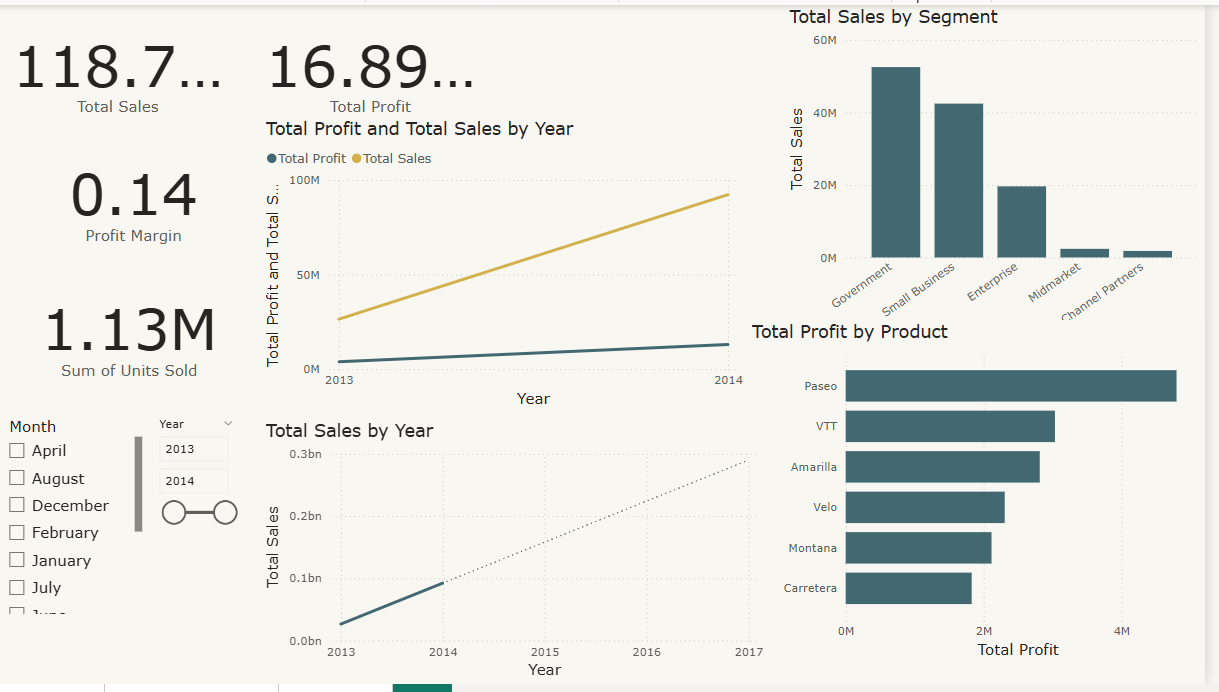 118.7...
Total Sales
16.89...
Total Profit
0.14
Profit Margin
1.13M
Sum of Units Sold
Month
April
August
December
February
January
July
Year
2013
2014
Total Profit and Total Sales by Year
Total Profit Total Sales
Total Profit and Total S...
100M
50M
0M
2013 2014
Year
Total Sales by Year
Total Sales
0.3bn
0.2bn
0.1bn
0.0bn
2013 2014 2015 2016 2017
Year
Total Sales by Segment
Total Sales
60M
40M
20M
0M
Government
Small Business
Enterprise
Midmarket
Channel Partners
Total Profit by Product
Paseo
VTT
Amarilla
Velo
Montana
Carretera
0M 2M 4M
Total Profit